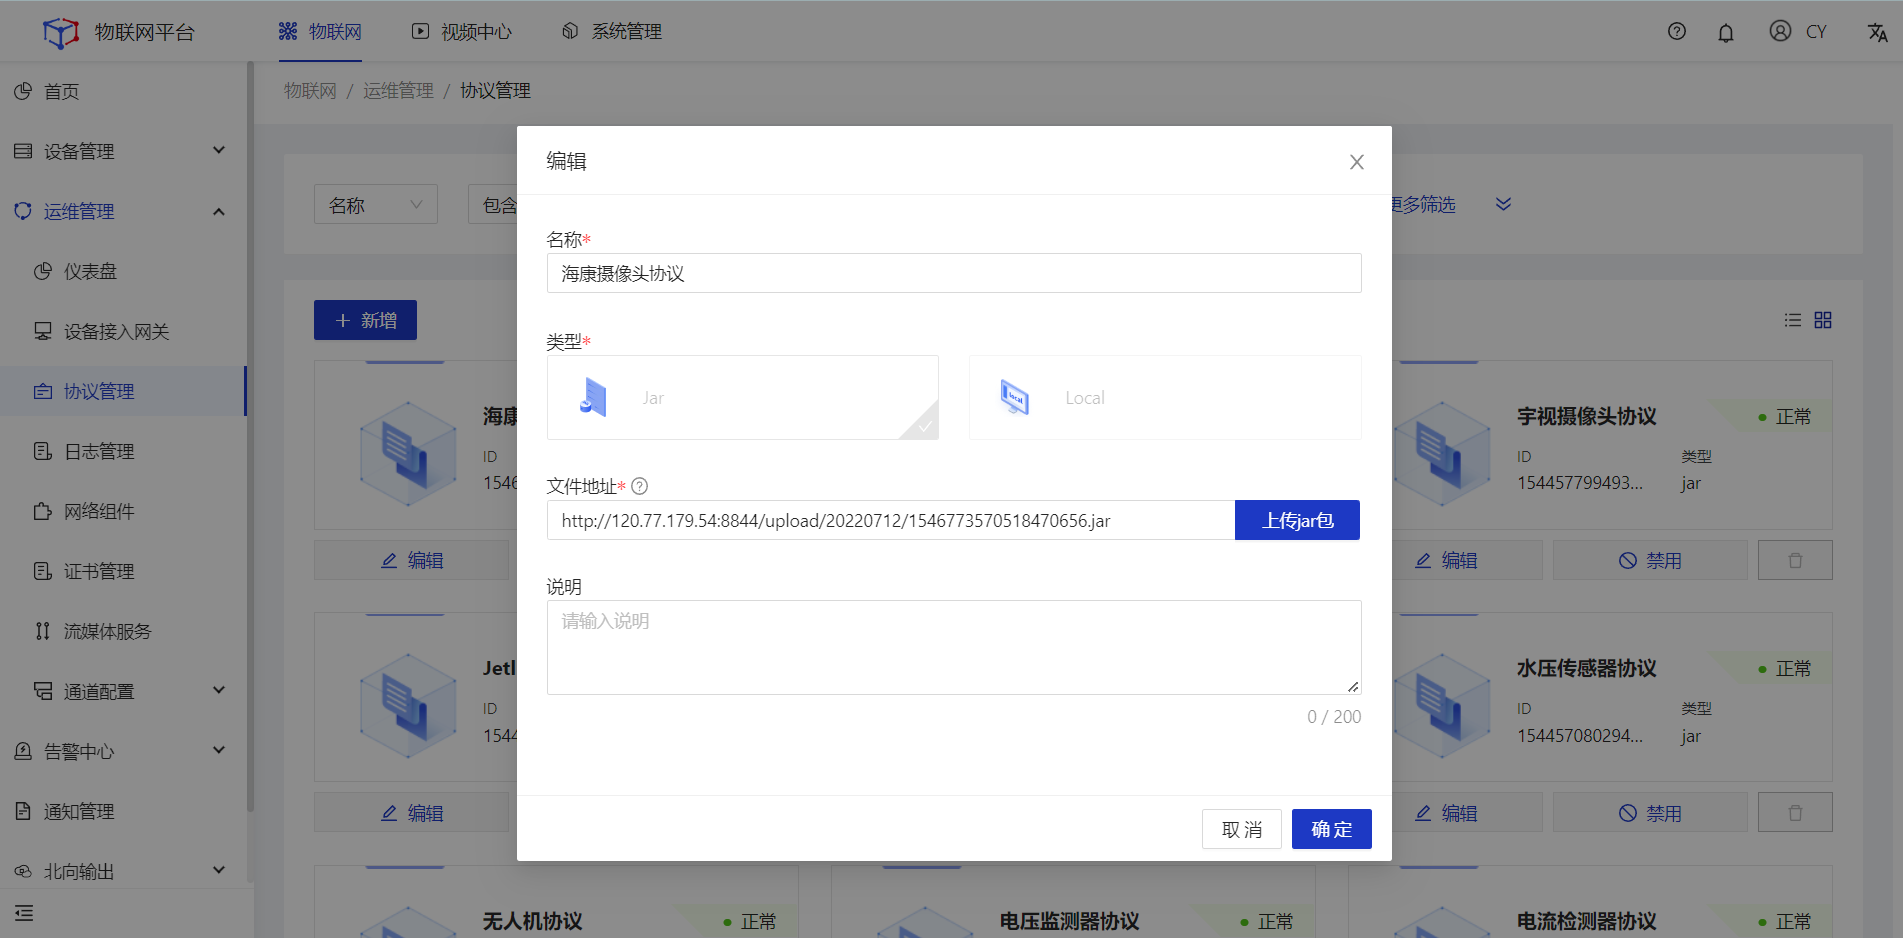 物联网平台
物联网
视频中心
系统管理
CY
首页
设备管理
运维管理
仪表盘
设备接入网关
协议管理
日志管理
网络组件
证书管理
流媒体服务
通道配置
告警中心
通知管理
北向输出
物联网 / 运维管理 / 协议管理
名称
包含
更多筛选
新增
编辑
名称*
海康摄像头协议
类型*
Jar
Local
local
文件地址*
http://120.77.179.54:8844/upload/20220712/1546773570518470656.jar
上传jar包
说明
请输入说明
0 / 200
取 消
确 定
海康
ID
1546
编辑
宇视摄像头协议
正常
ID
类型
154457799493...
jar
编辑
禁用
Jetl
ID
1544
编辑
水压传感器协议
正常
ID
类型
154457080294...
jar
编辑
禁用
无人机协议
正常
电压监测器协议
正常
电流检测器协议
正常